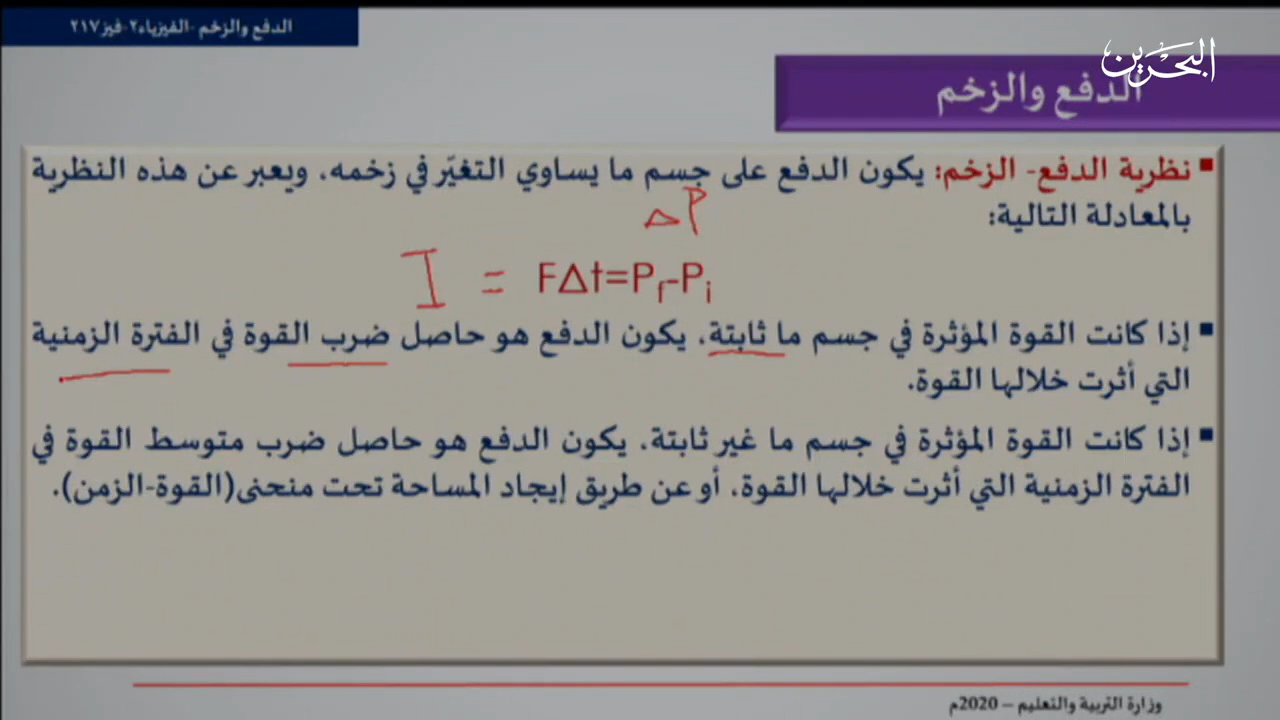 الدفع والزخم -الفيزياء٢-فيز٢١٧
البحرين
الدفع والزخم
نظرية الدفع- الزخم: يكون الدفع على جسم ما يساوي التغيّر في زخمه. ويعبر عن هذه النظرية
بالمعادلة التالية:
ΔP
I = FΔt=Pf-Pi
إذا كانت القوة المؤثرة في جسم ما ثابتة. يكون الدفع هو حاصل ضرب القوة في الفترة الزمنية
التي أثرت خلالها القوة.
إذا كانت القوة المؤثرة في جسم ما غير ثابتة. يكون الدفع هو حاصل ضرب متوسط القوة في
الفترة الزمنية التي أثرت خلالها القوة. أو عن طريق إيجاد المساحة تحت منحنى(القوة-الزمن).
وزارة التربية والتعليم – 2020م